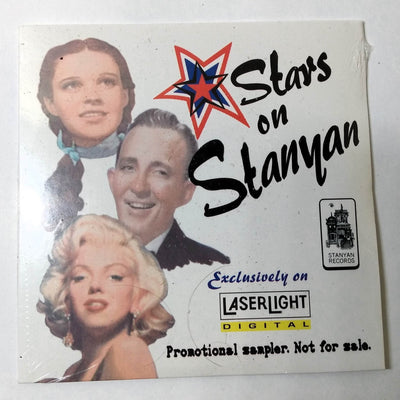 Stars
on
Stanyan
STANYAN
RECORDS
Exclusively on
LASERLIGHT
DIGITAL
Promotional sampler. Not for sale.